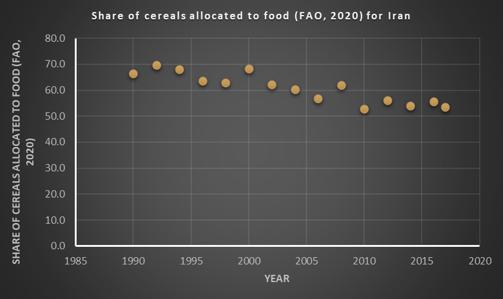 Share of cereals allocated to food (FAO, 2020) for Iran
SHARE OF CEREALS ALLOCATED TO FOOD (FAO,
2020)
80.0
70.0
60.0
50.0
40.0
30.0
20.0
10.0
0.0
1985 1990 1995 2000 2005 2010 2015 2020
YEAR